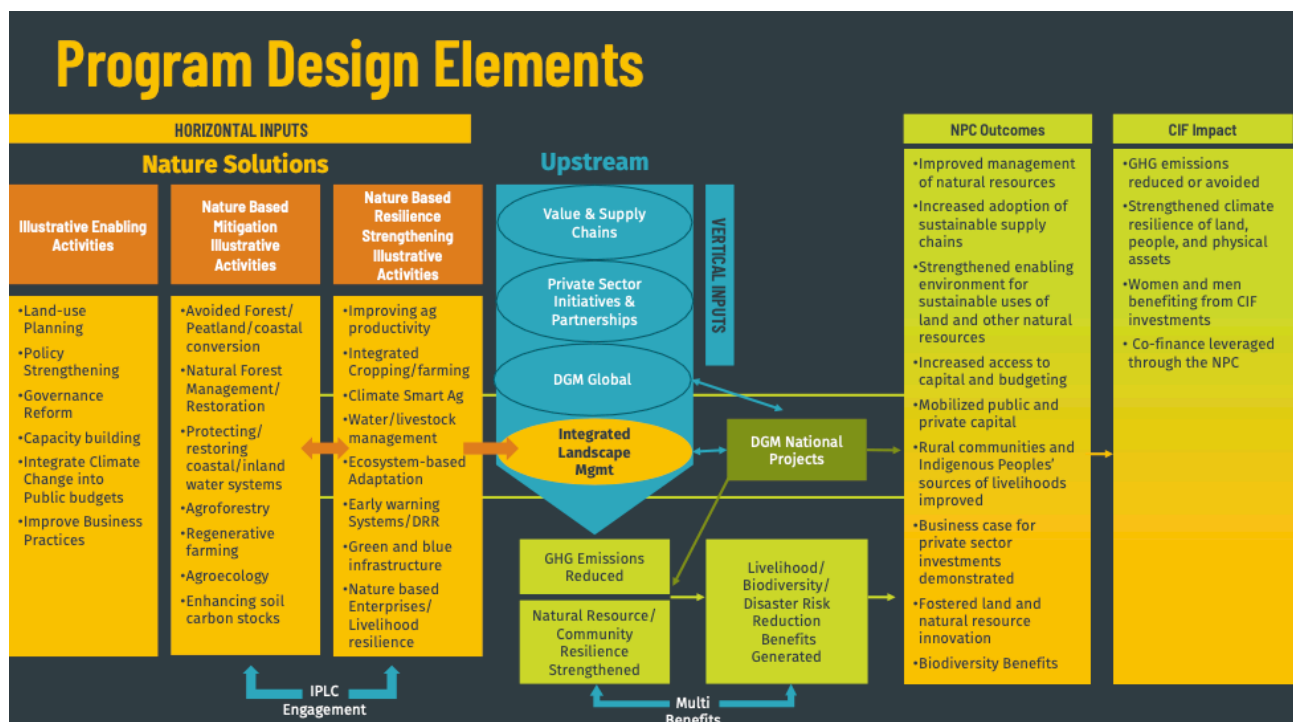 Program Design Elements
HORIZONTAL INPUTS
Nature Solutions
Illustrative Enabling
Activities
•Land-use
Planning
•Policy
Strengthening
•Governance
Reform
•Capacity building
•Integrate Climate
Change into
Public budgets
•Improve Business
Practices
Nature Based
Mitigation
Illustrative
Activities
•Avoided Forest/
Peatland/coastal
conversion
•Natural Forest
Management/
Restoration
•Protecting/
restoring
coastal/inland
water systems
•Agroforestry
•Regenerative
farming
•Agroecology
•Enhancing soil
carbon stocks
Nature Based
Resilience
Strengthening
Illustrative
Activities
•Improving ag
productivity
•Integrated
Cropping/farming
•Climate Smart Ag
•Water/livestock
management
•Ecosystem-based
Adaptation
•Early warning
Systems/DRR
•Green and blue
infrastructure
•Nature based
Enterprises/
Livelihood
resilience
IPLC
Engagement
Upstream
Value & Supply
Chains
Private Sector
Initiatives &
Partnerships
DGM Global
Integrated
Landscape
Mgmt
VERTICAL INPUTS
DGM National
Projects
GHG Emissions
Reduced
Natural Resource/
Community
Resilience
Strengthened
Livelihood/
Biodiversity/
Disaster Risk
Reduction
Benefits
Generated
Multi
Benefits
NPC Outcomes
•Improved management
of natural resources
•Increased adoption of
sustainable supply
chains
•Strengthened enabling
environment for
sustainable uses of
land and other natural
resources
•Increased access to
capital and budgeting
•Mobilized public and
private capital
•Rural communities and
Indigenous Peoples'
sources of livelihoods
improved
•Business case for
private sector
investments
demonstrated
•Fostered land and
natural resource
innovation
•Biodiversity Benefits
CIF Impact
•GHG emissions
reduced or avoided
•Strengthened climate
resilience of land,
people, and physical
assets
•Women and men
benefiting from CIF
investments
• Co-finance leveraged
through the NPC